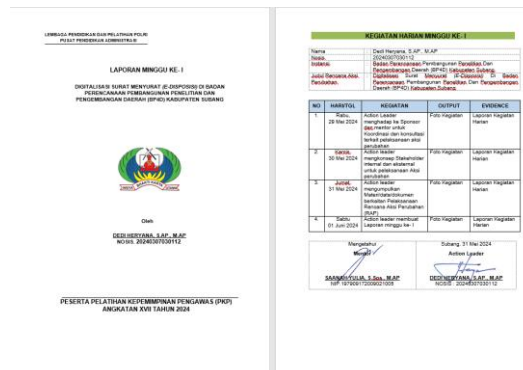 LEMBAGA PENDIDIKAN DAN PELATIHAN POLRI
PUSAT PENDIDIKAN ADMINISTRASI
LAPORAN MINGGU KE- I
DIGITALISASI SURAT MENYURAT (E-DISPOSISI) DI BADAN
PERENCANAAN PEMBANGUNAN PENELITIAN DAN
PENGEMBANGAN DAERAH (BP4D) KABUPATEN SUBANG
Oleh
DEDI HERYANA, S.AP., M.AP
NOSIS. 20240307030112
PESERTA PELATIHAN KEPEMIMPINAN PENGAWAS (PKP)
ANGKATAN XVII TAHUN 2024
KEGIATAN HARIAN MINGGU KE- I
Nama : Dedi Heryana, S.AP., M.AP
Nosis. : 20240307030112
Instansi. : Badan Perencanaan Pembangunan Penelitian Dan
Pengembangan Daerah (BP4D) Kabupaten Subang.
Judul Rencana Aksi : Digitalisasi Surat Menyurat (E-Disposisi) Di Badan
Perubahan. Perencanaan Pembangunan Penelitian Dan Pengembangan
Daerah (BP4D) Kabupaten Subang.
NO HARI/TGL KEGIATAN OUTPUT EVIDENCE
1. Rabu, Action Leader Foto Kegiatan Laporan Kegiatan
29 Mei 2024 menghadap ke Sponsor Harian
dan mentor untuk
Koordinasi dan konsultasi
terkait pelaksanaan aksi
perubahan
2. Kamis, Action leader Foto Kegiatan Laporan Kegiatan
30 Mei 2024 mengkonsep Stakeholder Harian
internal dan eksternal
untuk pelaksanaan Aksi
perubahan
3. Jumat, Action leader Foto Kegiatan Laporan Kegiatan
31 Mei 2024 mengumpulkan Harian
Materi/data/dokumen
berkaitan Pelaksanaan
Rencana Aksi Perubahan
(RAP)
4. Sabtu Action leader membuat Foto Kegiatan Laporan Kegiatan
01 Juni 2024 Laporan minggu ke- I Harian
Mengetahui Subang, 31 Mei 2024
Mentor Action Leader
YULIA, S.Sos., M.AP DEDI HERYANA, S.AP., M.AP
NIP. 197909172009021005 NOSIS : 20240307030112